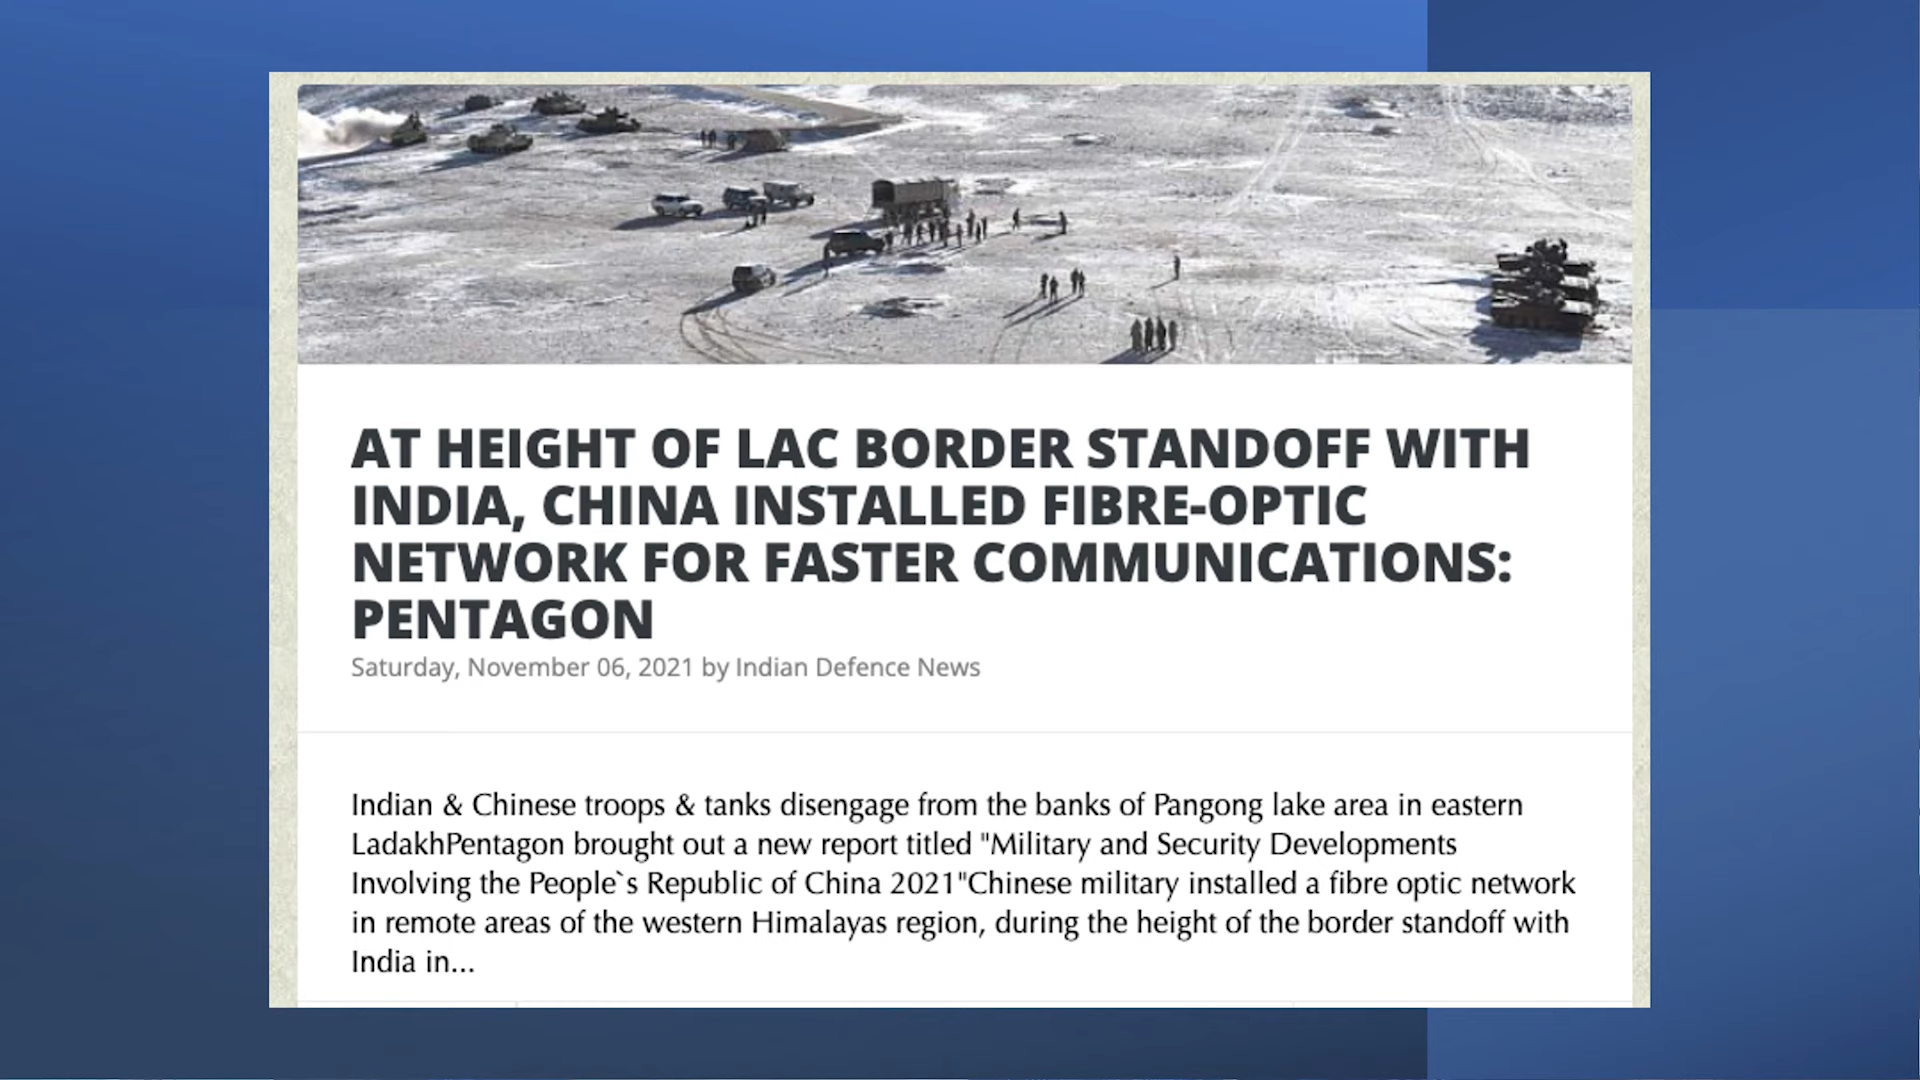 AT HEIGHT OF LAC BORDER STANDOFF WITH
INDIA, CHINA INSTALLED FIBRE-OPTIC
NETWORK FOR FASTER COMMUNICATIONS:
PENTAGON
Saturday, November 06, 2021 by Indian Defence News
Indian & Chinese troops & tanks disengage from the banks of Pangong lake area in eastern
LadakhPentagon brought out a new report titled "Military and Security Developments
Involving the People`s Republic of China 2021"Chinese military installed a fibre optic network
in remote areas of the western Himalayas region, during the height of the border standoff with
India in...